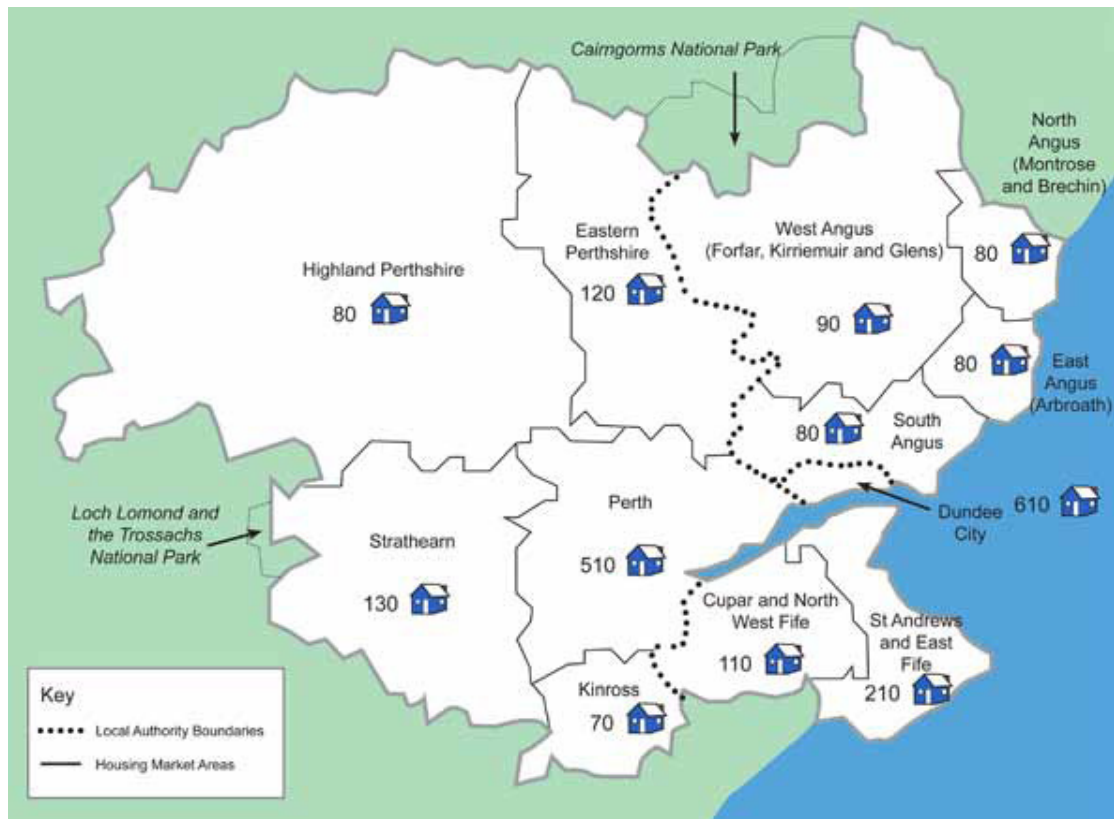 Cairngorms National Park
North
Angus
(Montrose
and Brechin)
80
West Angus
(Forfar, Kirriemuir and Glens)
90
Eastern
Perthshire
120
Highland Perthshire
80
80
East
Angus
(Arbroath)
South
Angus
80
Dundee
City
610
Loch Lomond and
the Trossachs
National Park
Strathearn
130
Perth
510
Cupar and North
West Fife
110
St Andrews
and East
Fife
210
Kinross
70
Key
Local Authority Boundaries
Housing Market Areas